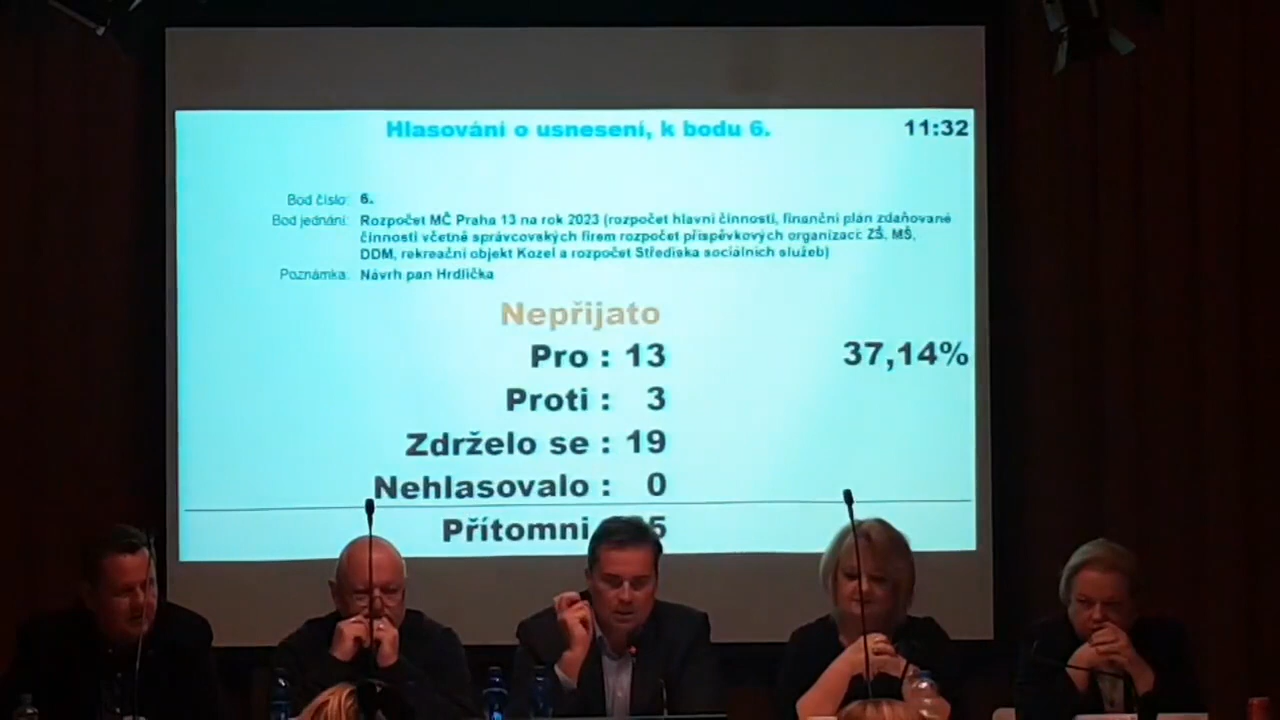 Hlasování o usnesení, k bodu 6. 11:32
Bod číslo: 6.
Bod jednání: Rozpočet MČ Praha 13 na rok 2023 (rozpočet hlavní činnosti, finanční plán zdaňované
činnosti včetně správcovských firem rozpočet příspěvkových organizací: ZŠ, MŠ,
DDM, rekreační objekt Kozel a rozpočet Střediska sociálních služeb)
Poznámka: Návrh pan Hrdlička
Nepřijato
Pro : 13 37,14%
Proti : 3
Zdrželo se : 19
Nehlasovalo : 0
Přítomni 5